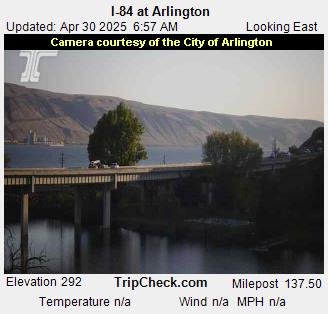 I-84 at Arlington
Updated: Apr 30 2025 6:57 AM Looking East
Camera courtesy of the City of Arlington
Elevation 292 TripCheck.com Milepost 137.50
Temperature n/a Wind n/a MPH n/a